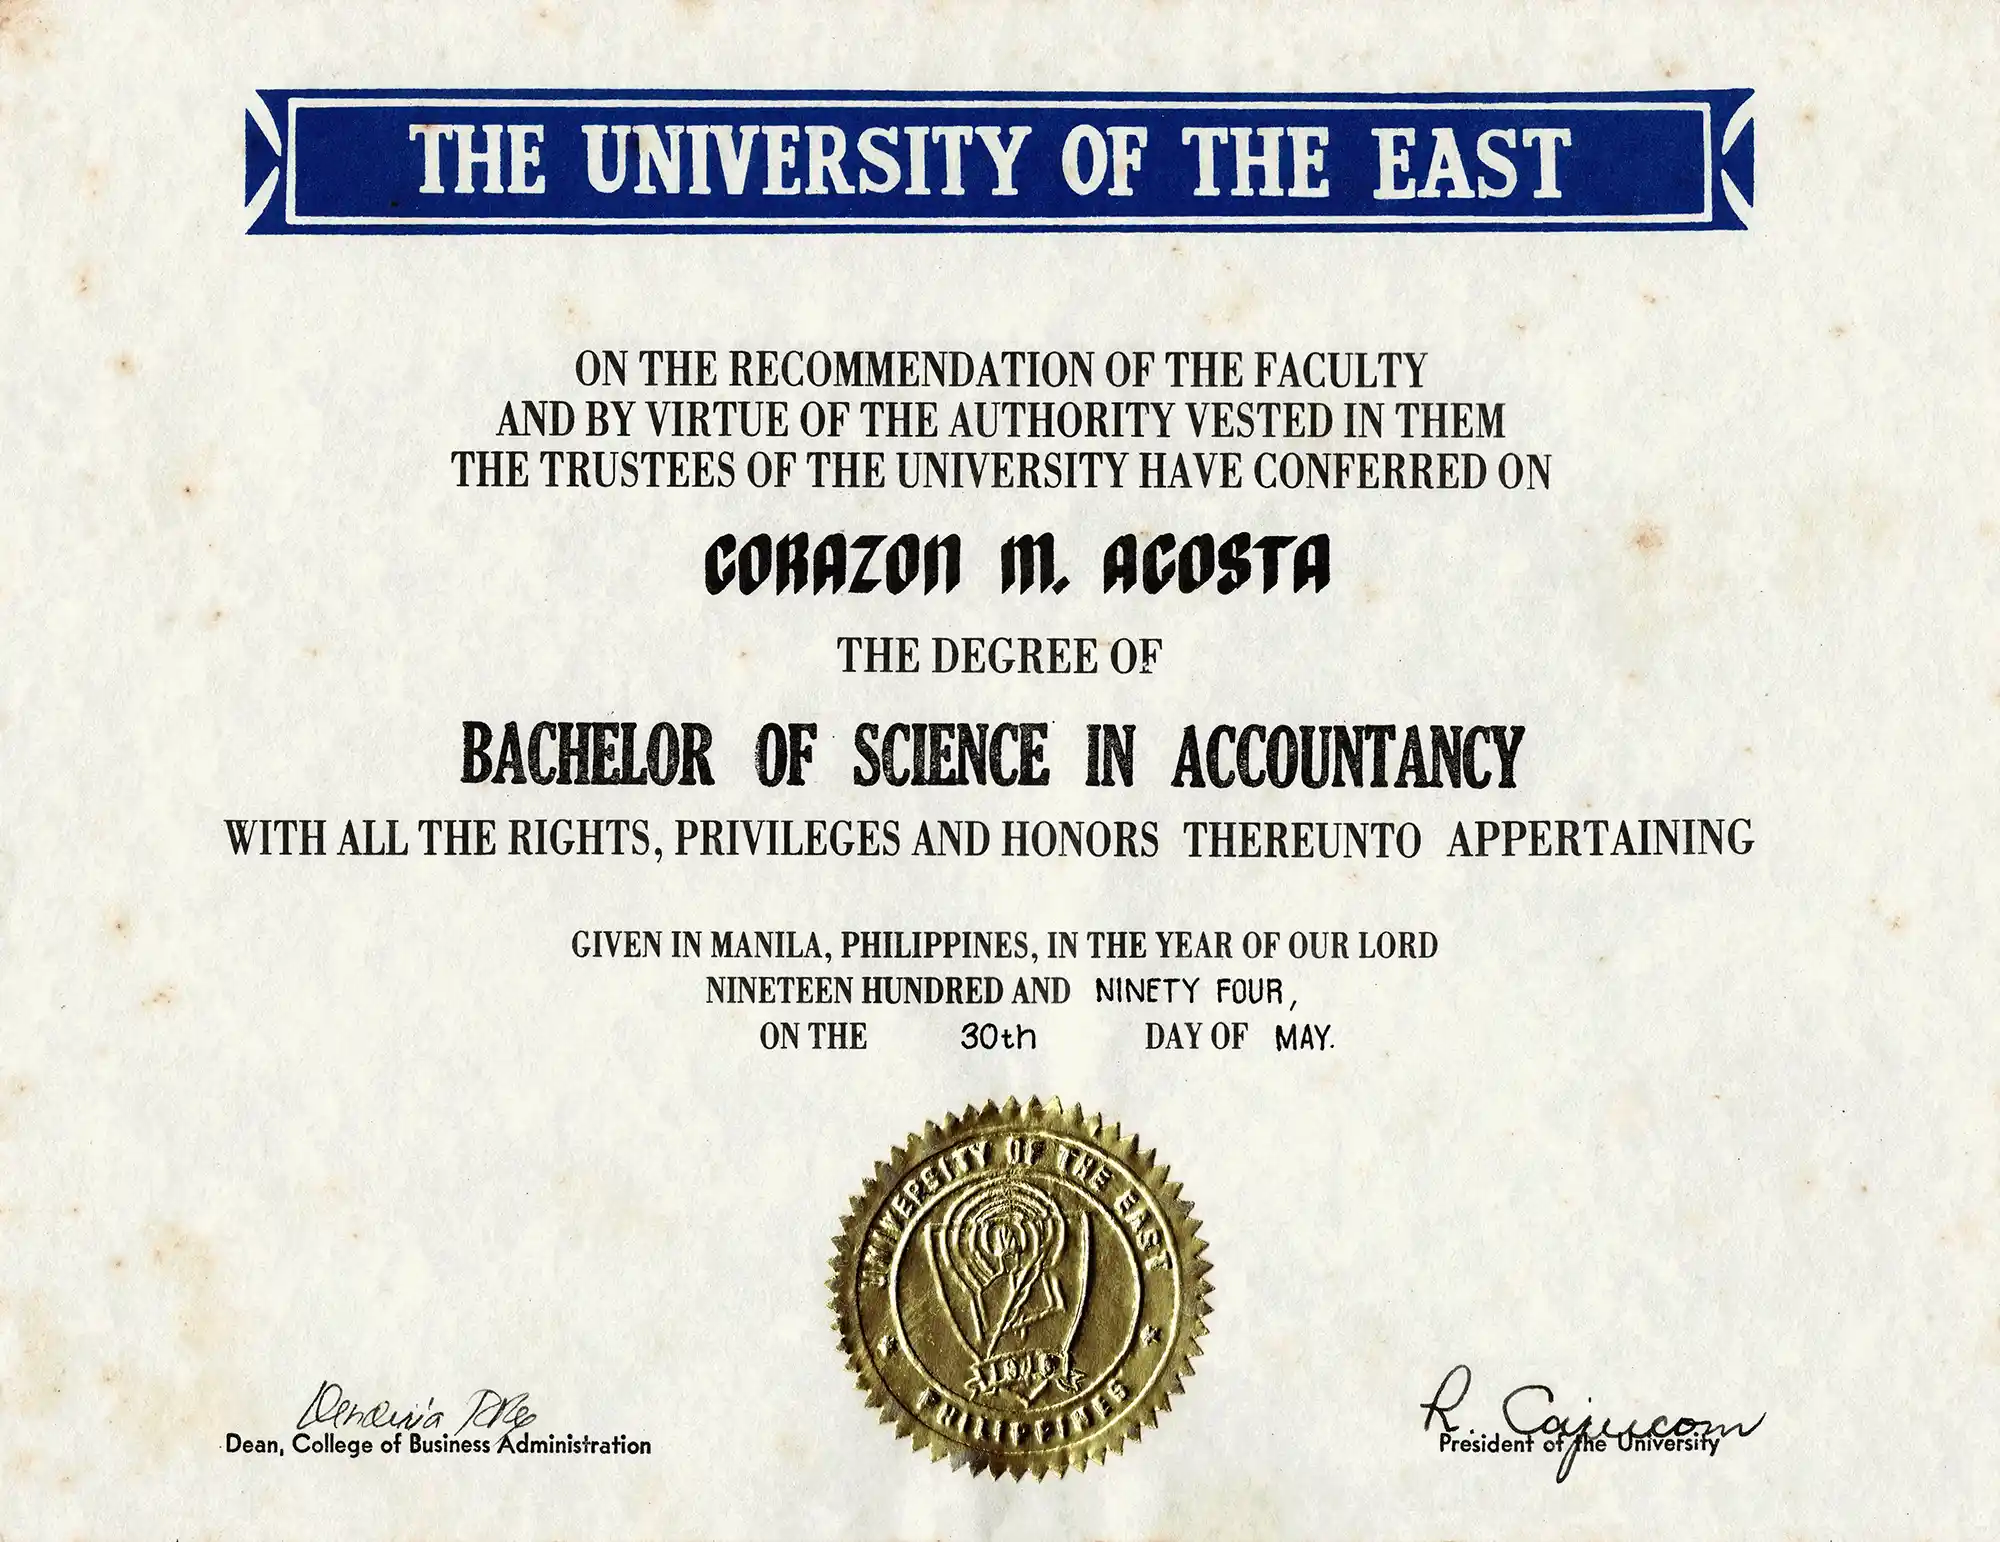 THE UNIVERSITY OF THE EAST
ON THE RECOMMENDATION OF THE FACULTY
AND BY VIRTUE OF THE AUTHORITY VESTED IN THEM
THE TRUSTEES OF THE UNIVERSITY HAVE CONFERRED ON
CORAZON M. ACOSTA
THE DEGREE OF
BACHELOR OF SCIENCE IN ACCOUNTANCY
WITH ALL THE RIGHTS, PRIVILEGES AND HONORS THEREUNTO APPERTAINING
GIVEN IN MANILA, PHILIPPINES, IN THE YEAR OF OUR LORD
NINETEEN HUNDRED AND NINETY FOUR,
ON THE 30th DAY OF MAY.
UNIVERSITY OF THE EAST
1946
PHILIPPINES
Dean, College of Business Administration
R. Cajucom
President of the University